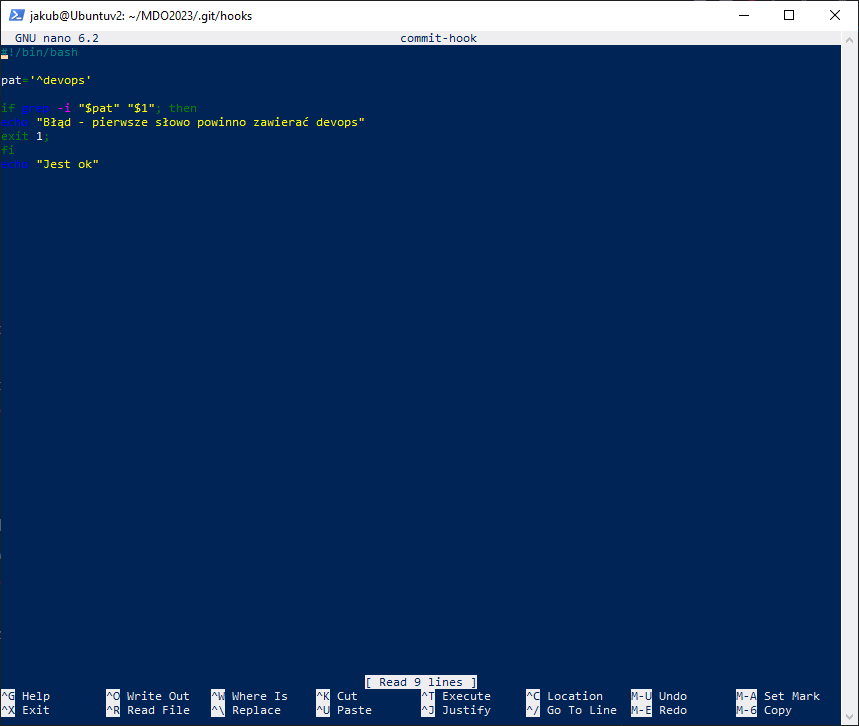 jakub@Ubuntuv2: ~/MDO2023/.git/hooks
GNU nano 6.2 commit-hook
#!/bin/bash
pat='^devops'
if grep -i "$pat" "$1"; then
echo "Błąd - pierwsze słowo powinno zawierać devops"
exit 1;
fi
echo "Jest ok"
[ Read 9 lines ]
^G Help ^O Write Out ^W Where Is ^K Cut ^T Execute ^C Location M-U Undo M-A Set Mark
^X Exit ^R Read File ^\ Replace ^U Paste ^J Justify ^/ Go To Line M-E Redo M-6 Copy